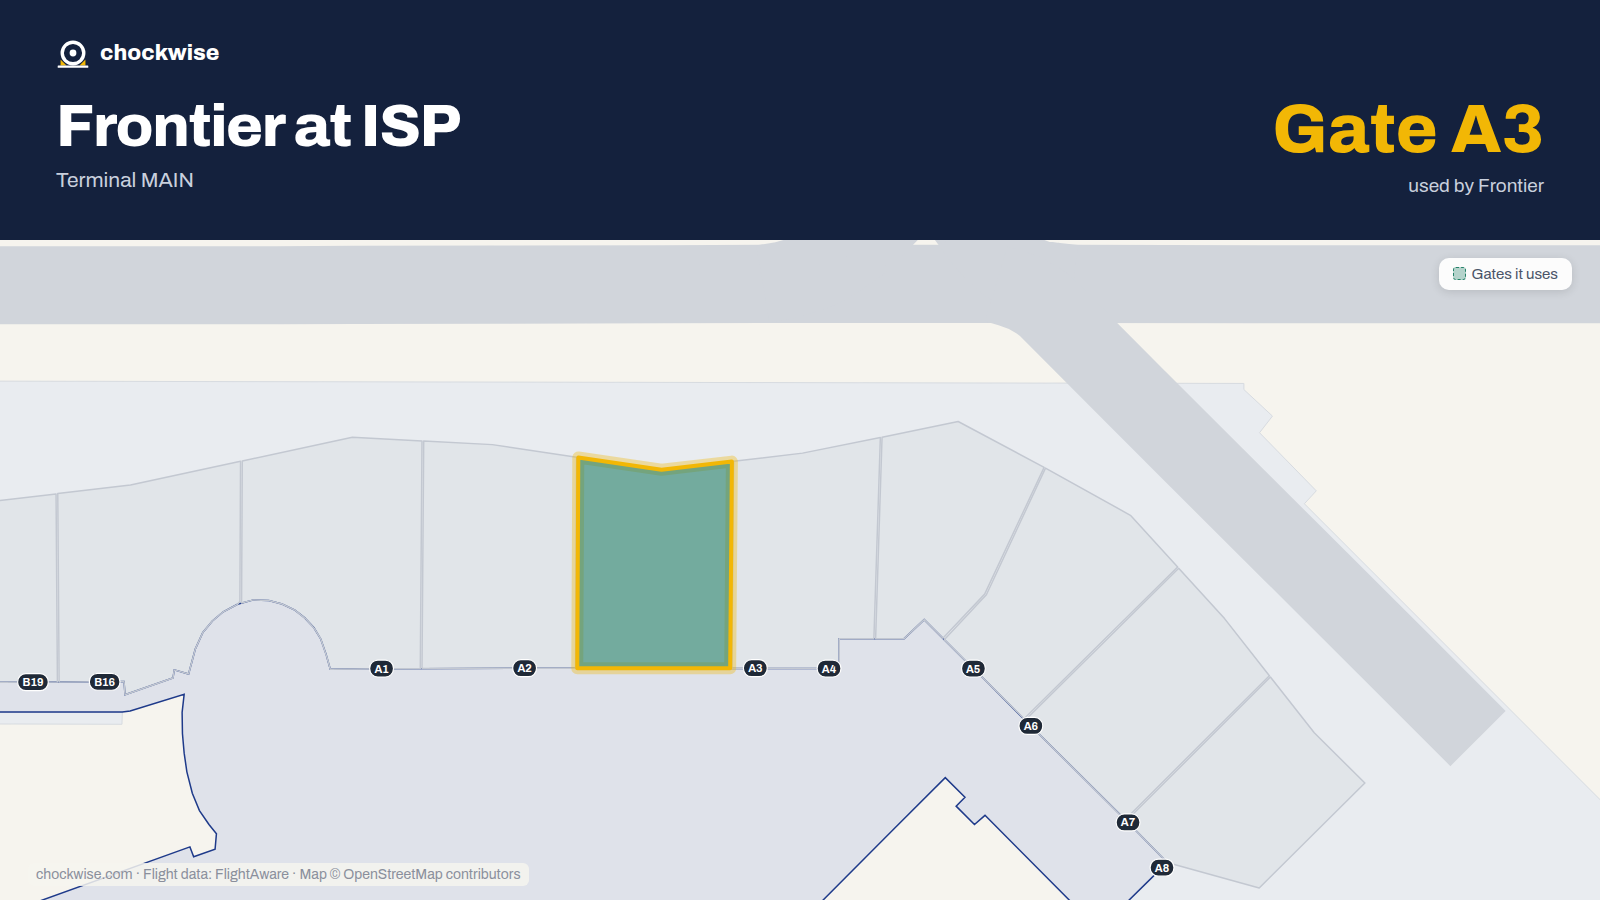 chockwise
Frontier at ISP
Terminal MAIN
Gate A3
used by Frontier
Gates it uses
B19
B16
A1
A2
A3
A4
A5
A6
A7
A8
chockwise.com · Flight data: FlightAware · Map © OpenStreetMap contributors